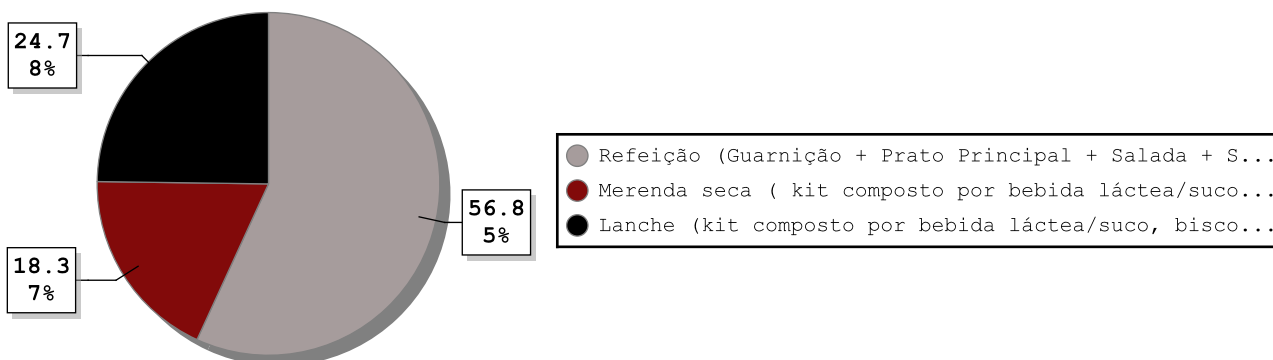 24.7
8%
56.8
5%
18.3
7%
Refeição (Guarnição + Prato Principal + Salada + S...
Merenda seca ( kit composto por bebida láctea/suco...
Lanche (kit composto por bebida láctea/suco, bisco...